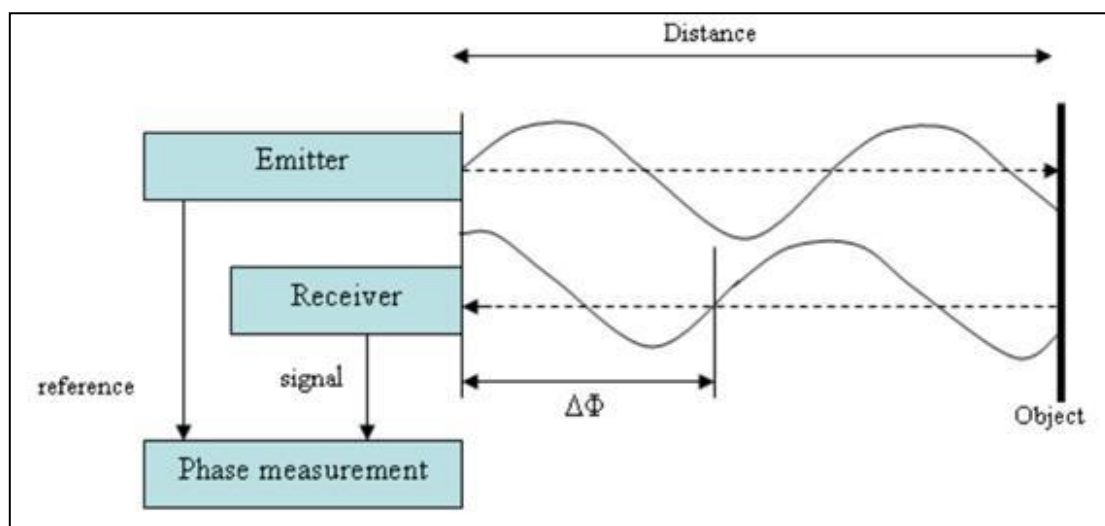 Distance
Emitter
Receiver
reference
signal
ΔΦ
Object
Phase measurement